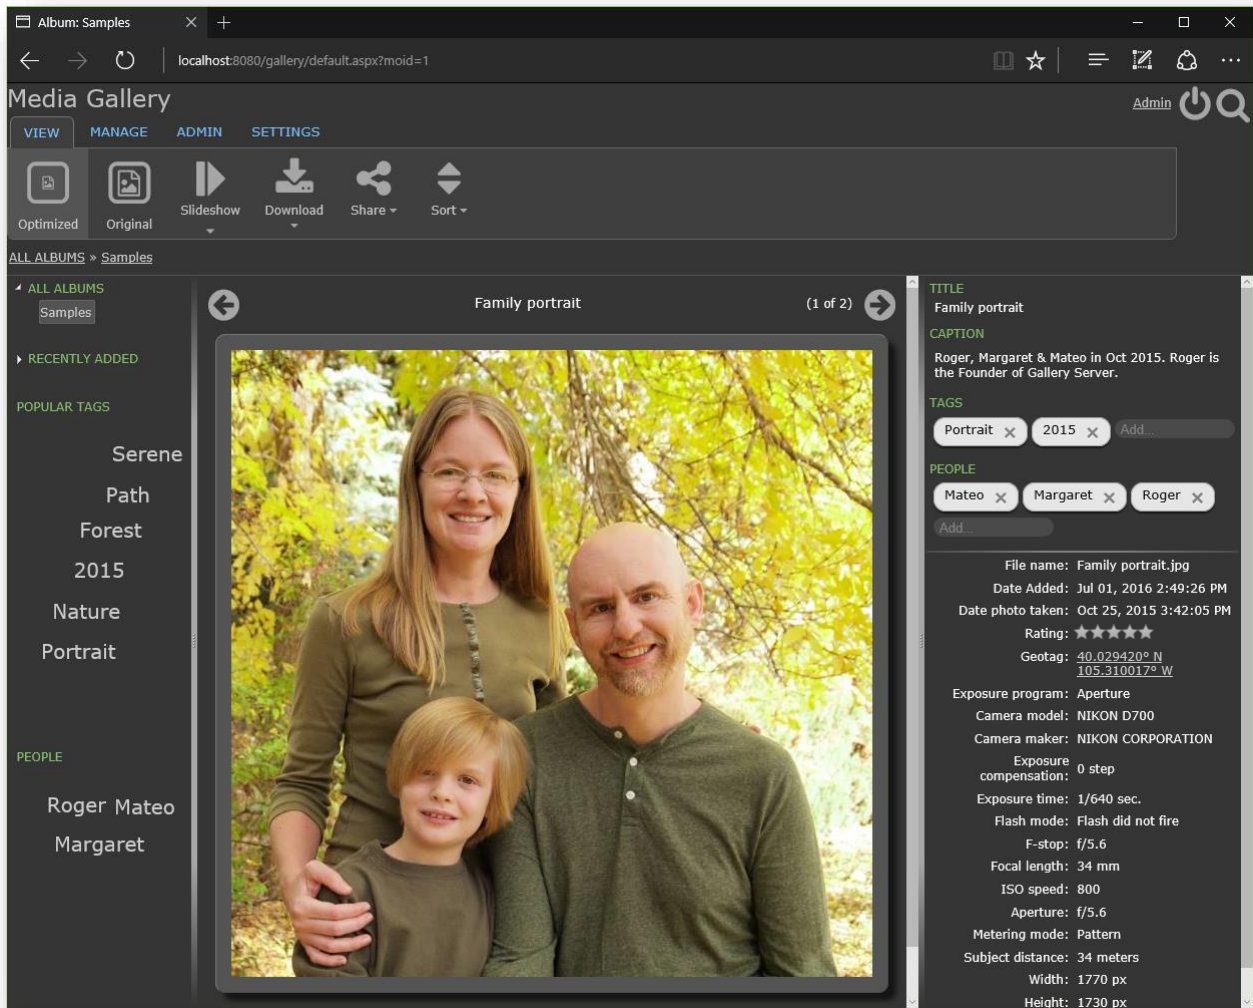 Album: Samples
localhost:8080/gallery/default.aspx?moid=1
Media Gallery
Admin
VIEW MANAGE ADMIN SETTINGS
Optimized Original Slideshow Download Share Sort
ALL ALBUMS » Samples
ALL ALBUMS
Samples
RECENTLY ADDED
POPULAR TAGS
Serene
Path
Forest
2015
Nature
Portrait
PEOPLE
Roger Mateo
Margaret
Family portrait (1 of 2)
TITLE
Family portrait
CAPTION
Roger, Margaret & Mateo in Oct 2015. Roger is
the Founder of Gallery Server.
TAGS
Portrait 2015 Add...
PEOPLE
Mateo Margaret Roger
Add...
File name: Family portrait.jpg
Date Added: Jul 01, 2016 2:49:26 PM
Date photo taken: Oct 25, 2015 3:42:05 PM
Rating:
Geotag: 40.029420° N
105.310017° W
Exposure program: Aperture
Camera model: NIKON D700
Camera maker: NIKON CORPORATION
Exposure
compensation: 0 step
Exposure time: 1/640 sec.
Flash mode: Flash did not fire
F-stop: f/5.6
Focal length: 34 mm
ISO speed: 800
Aperture: f/5.6
Metering mode: Pattern
Subject distance: 34 meters
Width: 1770 px
Height: 1730 px